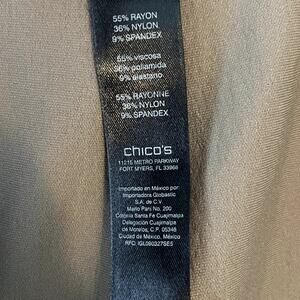 55% RAYON
36% NYLON
9% SPANDEX
55% viscosa
36% poliamida
9% elastano
55% RAYONNE
36% NYLON
9% SPANDEX
chico's
11215 METRO PARKWAY
FORT MYERS, FL 33966
Importado en México por:
Importadora Globastic
S.A. de C.V.
Mario Pani No. 200
Colonia Santa Fe Cuajimalpa
Delegación Cuajimalpa
de Morelos, C.P. 05348
Ciudad de México, México
RFC: IGL090327SE5